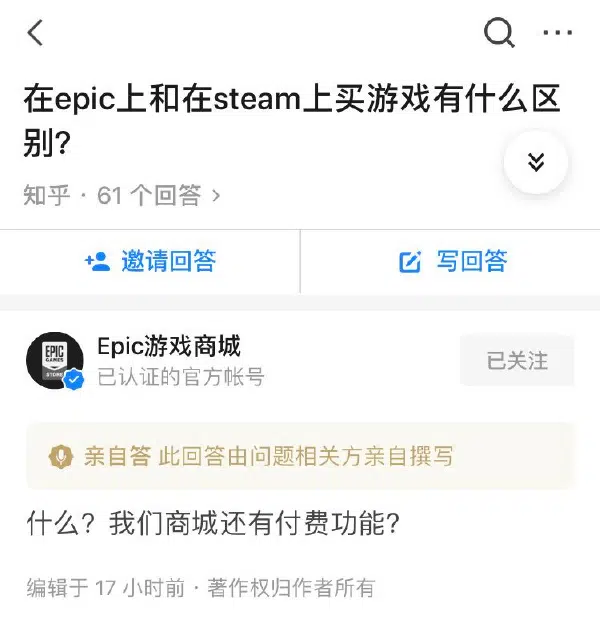 在epic上和在steam上买游戏有什么区
别?
知乎 · 61 个回答 >
邀请回答
写回答
EPIC
GAMES
STORE
Epic游戏商城
已认证的官方帐号
已关注
亲自答 此回答由问题相关方亲自撰写
什么？我们商城还有付费功能?
编辑于 17 小时前 · 著作权归作者所有